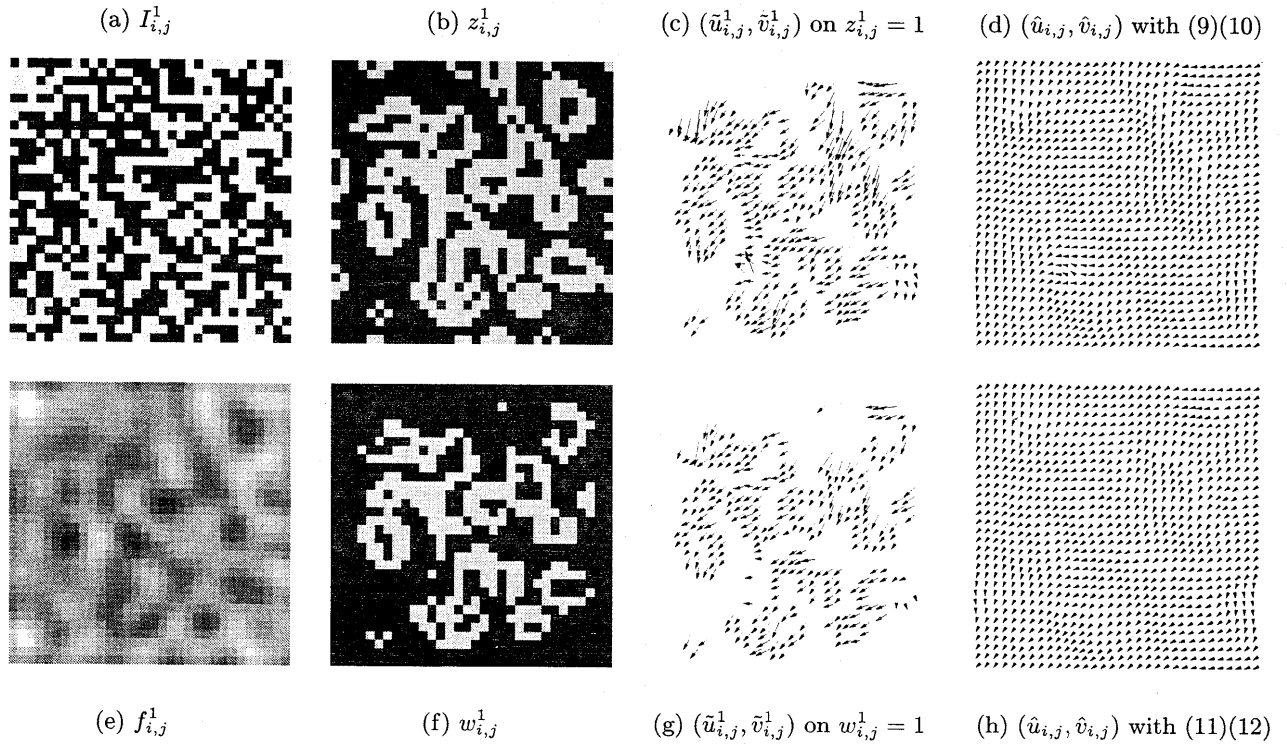 (a) $I^1_{i,j}$
(b) $z^1_{i,j}$
(c) $(\tilde{u}^1_{i,j}, \tilde{v}^1_{i,j})$ on $z^1_{i,j} = 1$
(d) $(\hat{u}_{i,j}, \hat{v}_{i,j})$ with (9)(10)
(e) $f^1_{i,j}$
(f) $w^1_{i,j}$
(g) $(\tilde{u}^1_{i,j}, \tilde{v}^1_{i,j})$ on $w^1_{i,j} = 1$
(h) $(\hat{u}_{i,j}, \hat{v}_{i,j})$ with (11)(12)